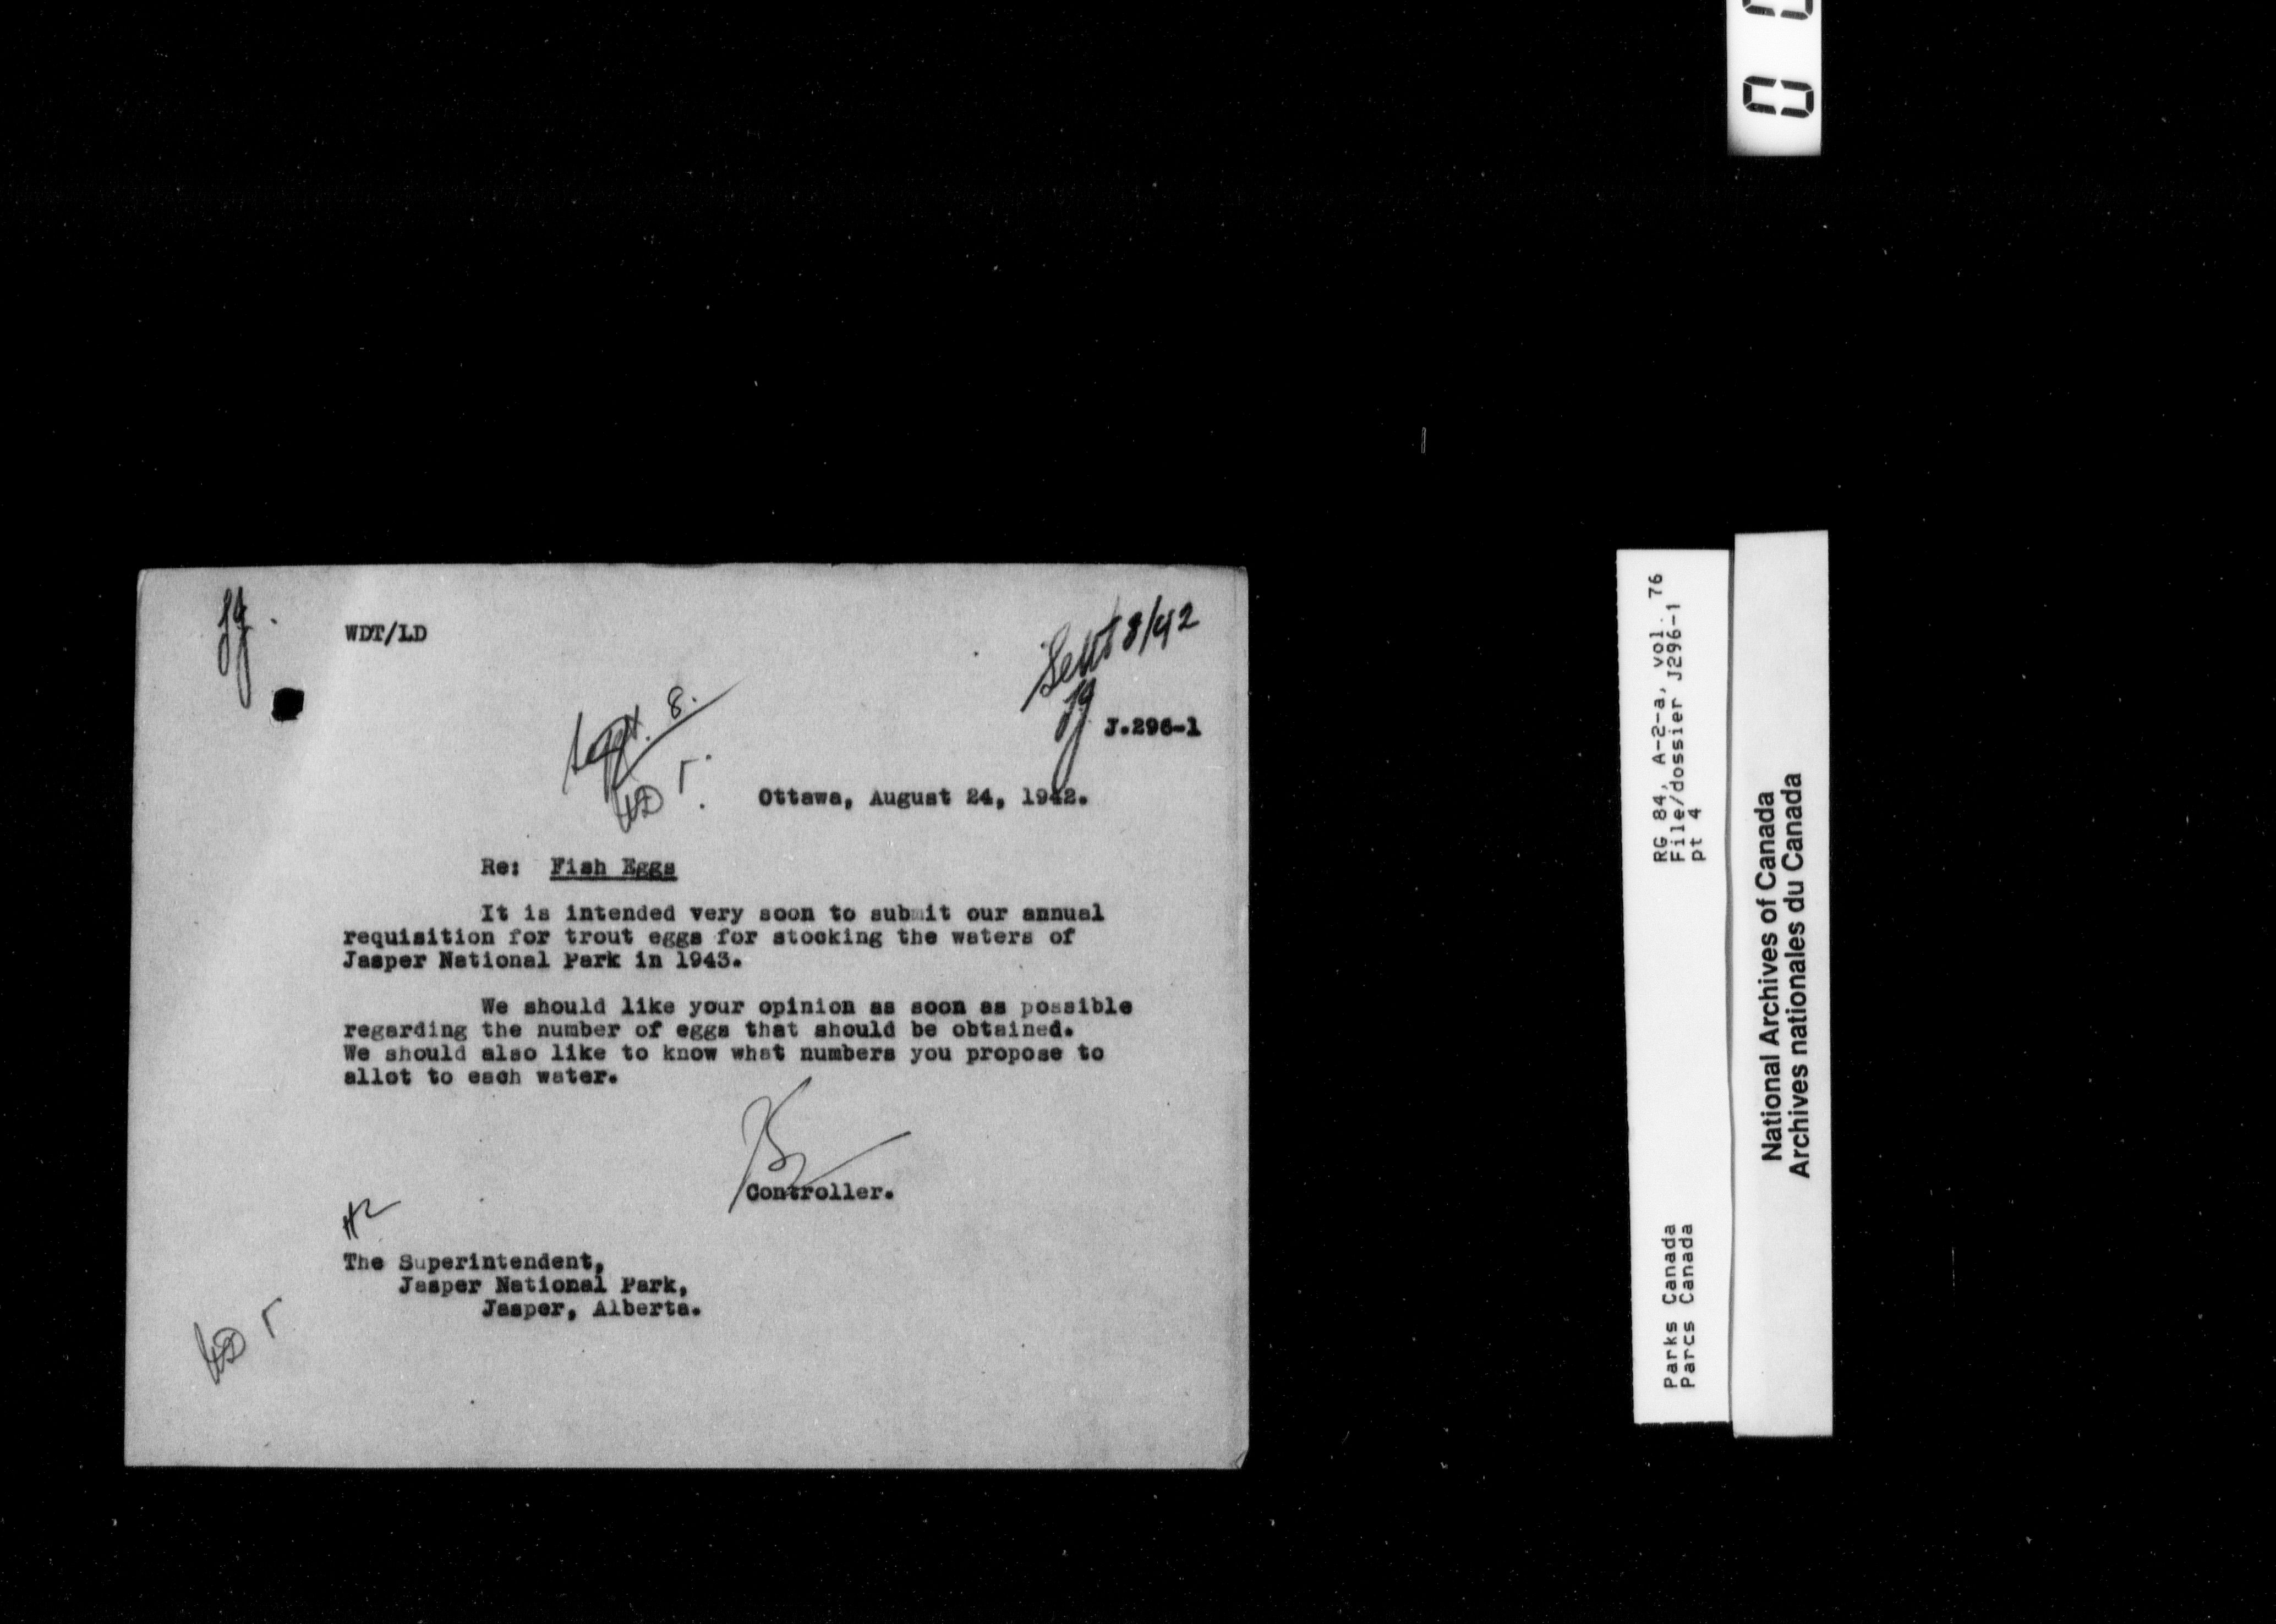 WDT/LD
Sept 8/42
Sept. 8.
J.296-1
Ottawa, August 24, 1942.
Re: Fish Eggs
It is intended very soon to submit our annual
requisition for trout eggs for stocking the waters of
Jasper National Park in 1943.
We should like your opinion as soon as possible
regarding the number of eggs that should be obtained.
We should also like to know what numbers you propose to
allot to each water.
Controller.
The Superintendent,
Jasper National Park,
Jasper, Alberta.
RG 84, A-2-a, vol. 76
File/dossier J296-1
pt 4
Parks Canada
Parcs Canada
National Archives of Canada
Archives nationales du Canada